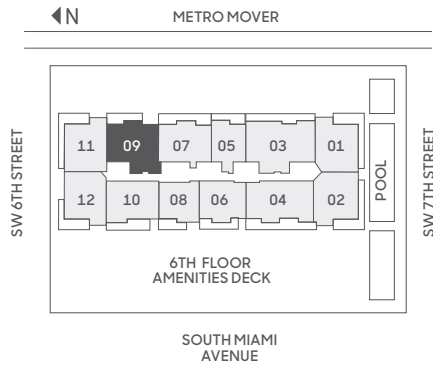 N
METRO MOVER
SW 6TH STREET
11 09 07 05 03 01
12 10 08 06 04 02
POOL
SW 7TH STREET
6TH FLOOR
AMENITIES DECK
SOUTH MIAMI
AVENUE